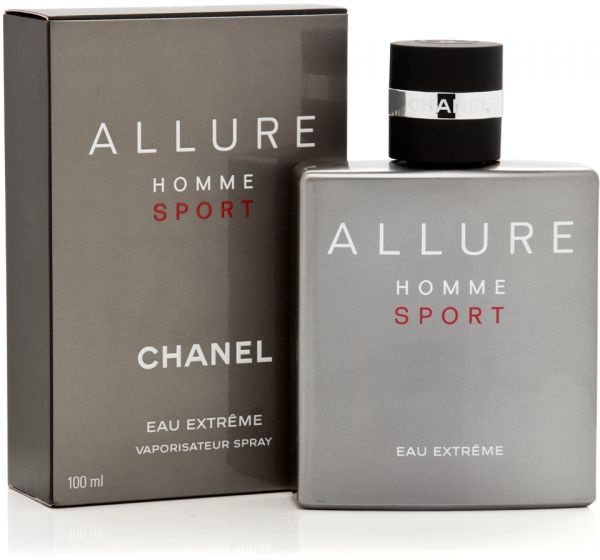 ALLURE
HOMME
SPORT
CHANEL
EAU EXTRÊME
VAPORISATEUR SPRAY
100 ml
CHANEL
ALLURE
HOMME
SPORT
EAU EXTRÊME